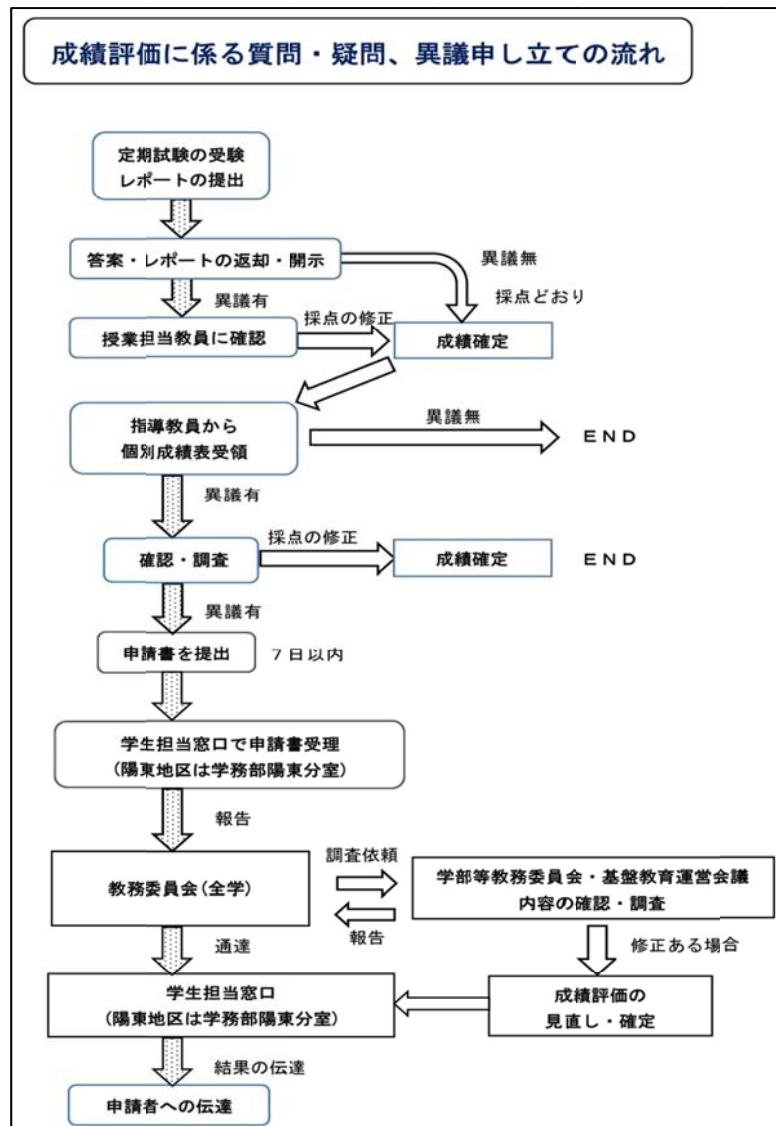 成績評価に係る質問・疑問、異議申し立ての流れ
定期試験の受験
レポートの提出
答案・レポートの返却・開示
異議無
採点どおり
異議有
授業担当教員に確認
採点の修正
成績確定
指導教員から
個別成績表受領
異議無
END
異議有
確認・調査
採点の修正
成績確定
END
異議有
申請書を提出
7日以内
学生担当窓口で申請書受理
(陽東地区は学務部陽東分室)
報告
教務委員会(全学)
調査依頼
報告
学部等教務委員会・基盤教育運営会議
内容の確認・調査
通達
修正ある場合
学生担当窓口
(陽東地区は学務部陽東分室)
成績評価の
見直し・確定
結果の伝達
申請者への伝達